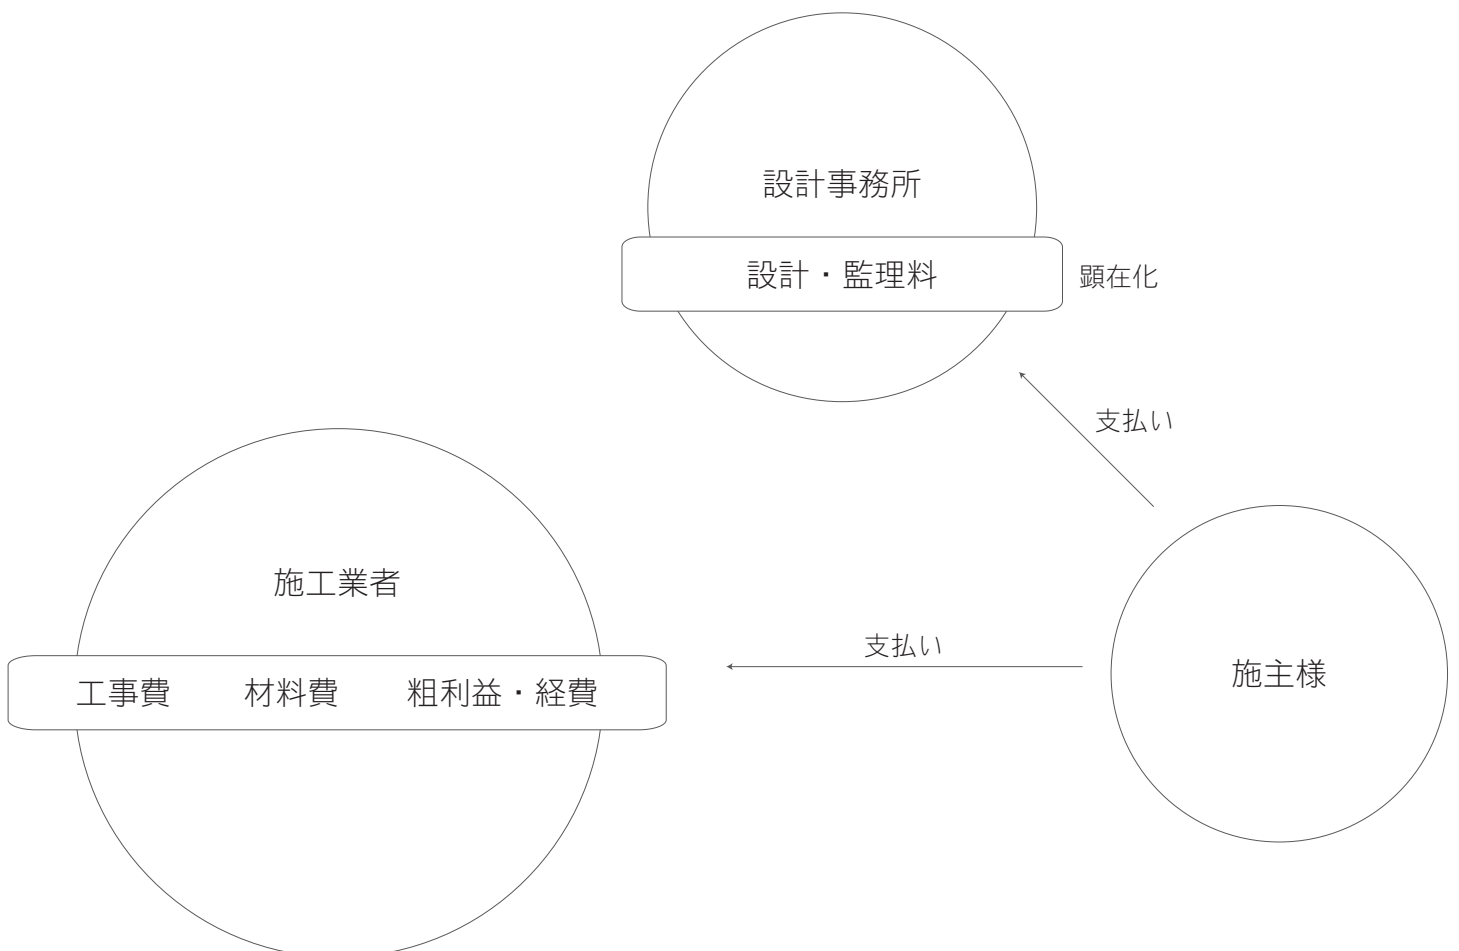 設計事務所
設計・監理料
顕在化
支払い
施工業者
支払い
施主様
工事費 材料費 粗利益・経費